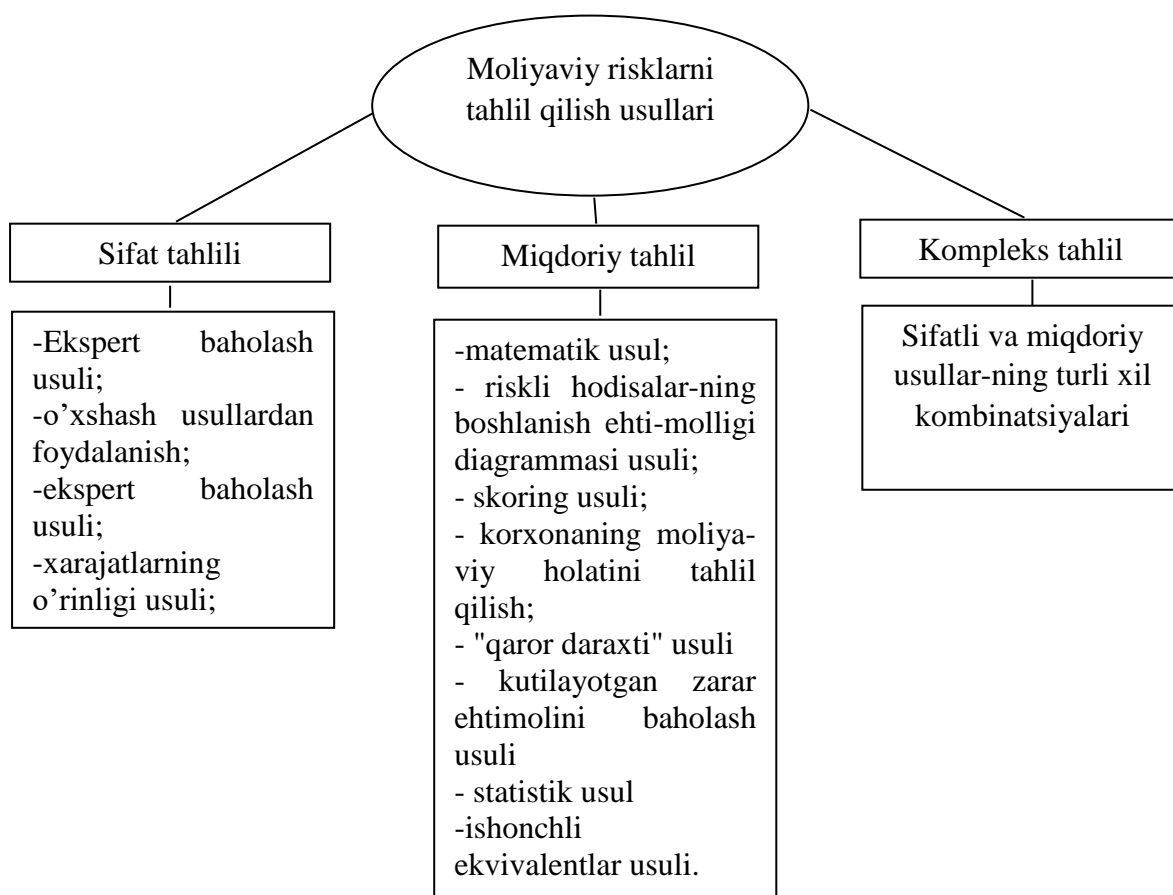 Moliyaviy risklarni
tahlil qilish usullari
Sifat tahlili
-Ekspert baholash
usuli;
-o’xshash usullardan
foydalanish;
-ekspert baholash
usuli;
-xarajatlarning
o’rinligi usuli;
Miqdoriy tahlil
-matematik usul;
- riskli hodisalar-ning
boshlanish ehti-molligi
diagrammasi usuli;
- skoring usuli;
- korxonaning moliya-
viy holatini tahlil
qilish;
- "qaror daraxti" usuli
- kutilayotgan zarar
ehtimolini baholash
usuli
- statistik usul
-ishonchli
ekvivalentlar usuli.
Kompleks tahlil
Sifatli va miqdoriy
usullar-ning turli xil
kombinatsiyalari